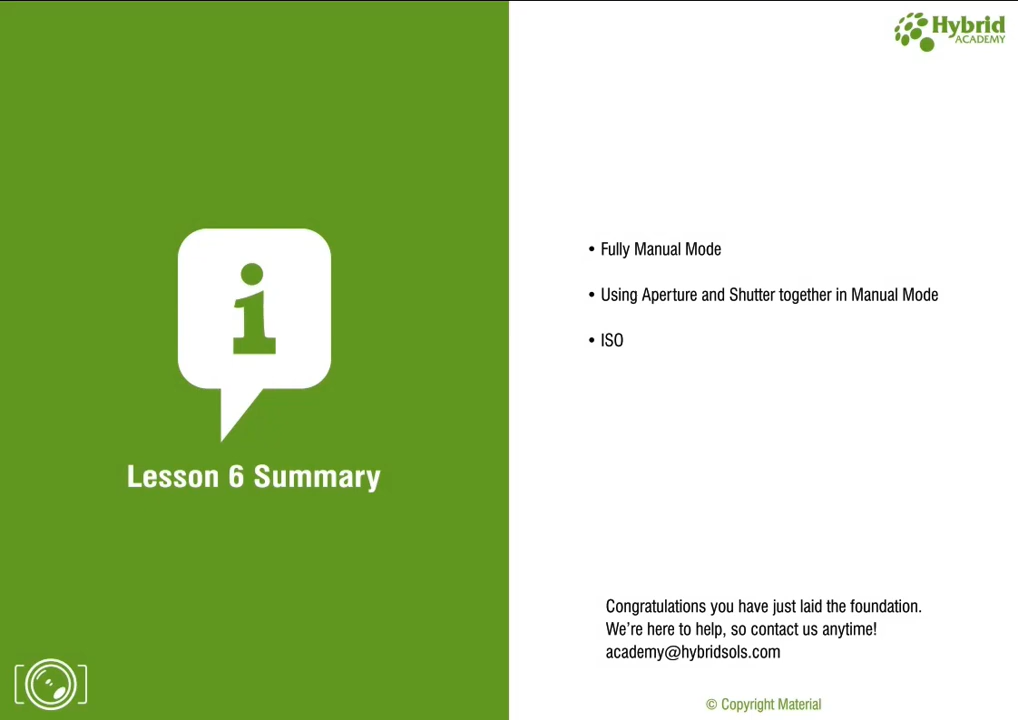 Hybrid
ACADEMY
Lesson 6 Summary
• Fully Manual Mode
• Using Aperture and Shutter together in Manual Mode
• ISO
Congratulations you have just laid the foundation.
We're here to help, so contact us anytime!
academy@hybridsols.com
© Copyright Material